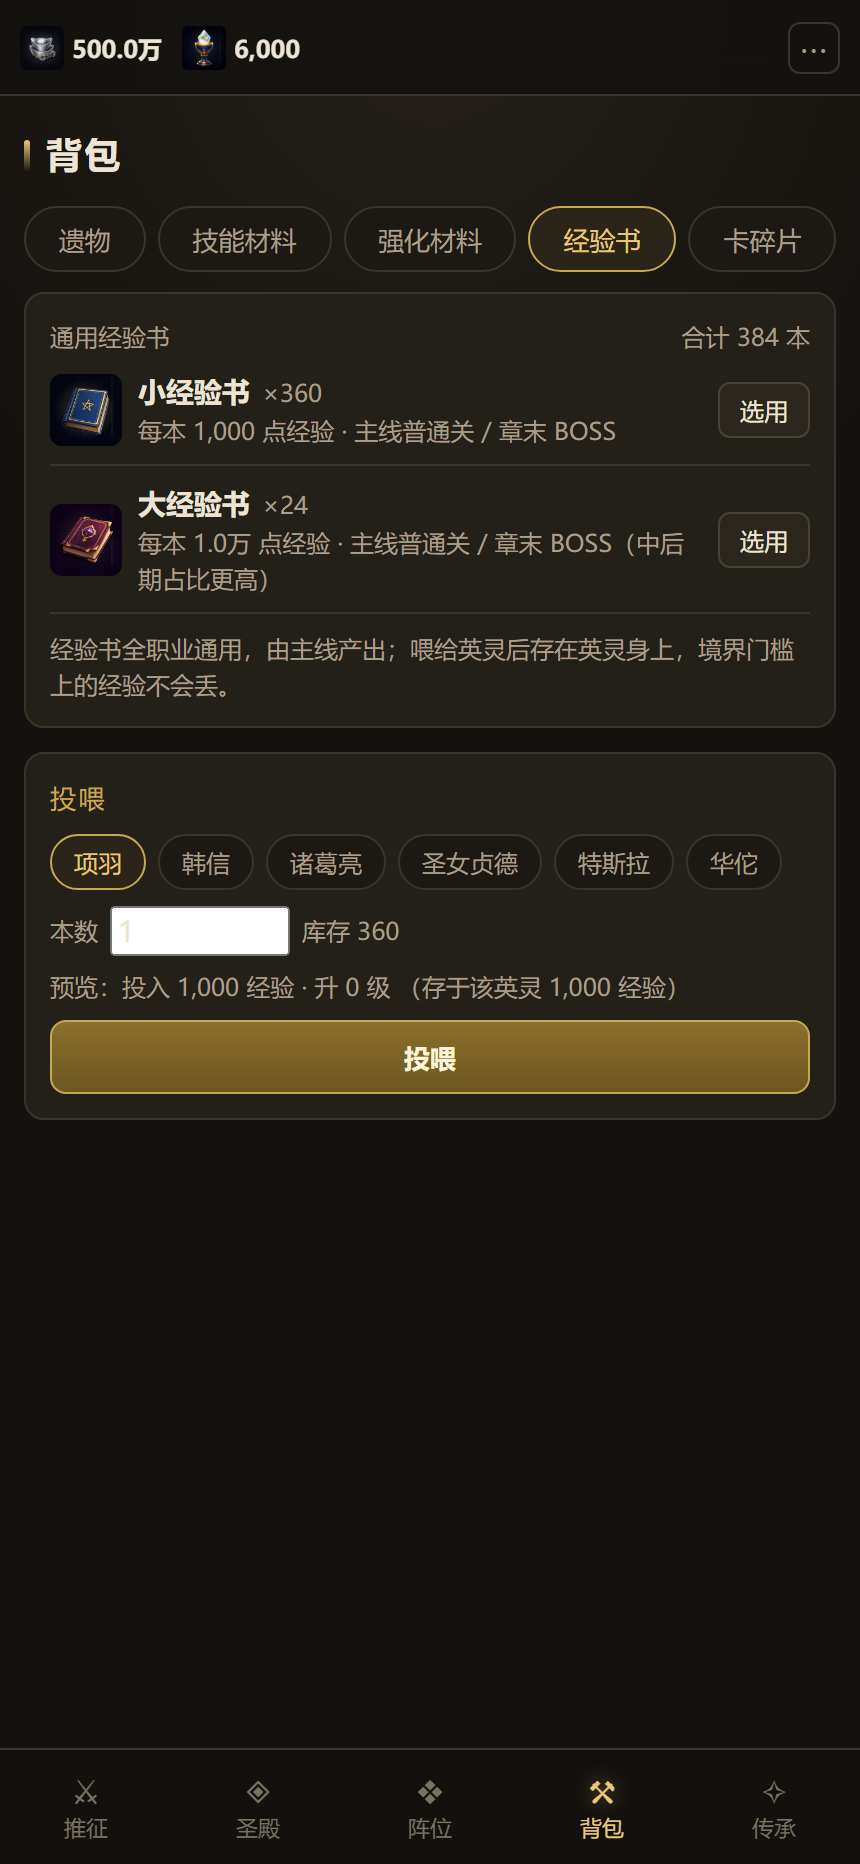 500.0万 6,000 ...
背包
遗物 技能材料 强化材料 经验书 卡碎片
通用经验书 合计 384 本
小经验书 ×360
每本 1,000 点经验 · 主线普通关 / 章末 BOSS
选用
大经验书 ×24
每本 1.0万 点经验 · 主线普通关 / 章末 BOSS（中后
期占比更高）
选用
经验书全职业通用，由主线产出；喂给英灵后存在英灵身上，境界门槛
上的经验不会丢。
投喂
项羽 韩信 诸葛亮 圣女贞德 特斯拉 华佗
本数 1 库存 360
预览：投入 1,000 经验 · 升 0 级 （存于该英灵 1,000 经验）
投喂
推征 圣殿 阵位 背包 传承